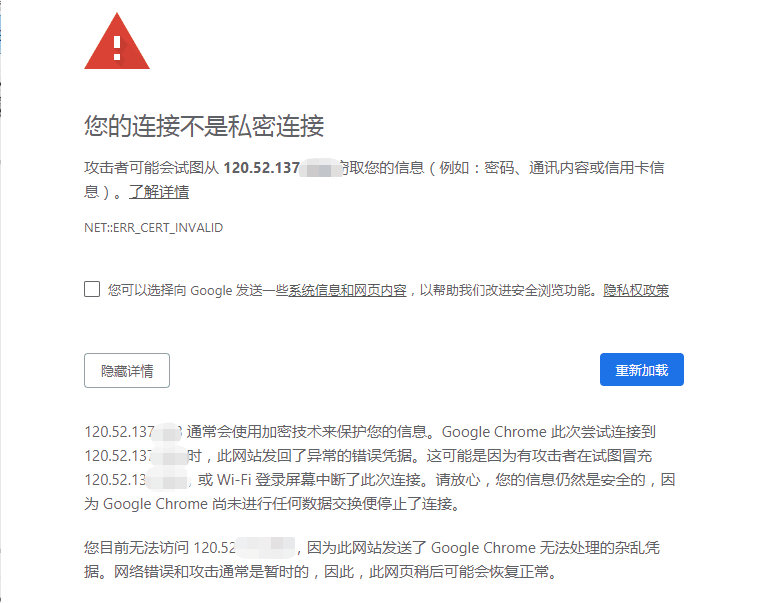 您的连接不是私密连接
攻击者可能会试图从 120.52.137 窃取您的信息（例如：密码、通讯内容或信用卡信
息）。了解详情
NET::ERR_CERT_INVALID
您可以选择向 Google 发送一些系统信息和网页内容，以帮助我们改进安全浏览功能。隐私权政策
隐藏详情
重新加载
120.52.137 通常会使用加密技术来保护您的信息。Google Chrome 此次尝试连接到
120.52.137 时，此网站发回了异常的错误凭据。这可能是因为有攻击者在试图冒充
120.52.13 ，或 Wi-Fi 登录屏幕中断了此次连接。请放心，您的信息仍然是安全的，因
为 Google Chrome 尚未进行任何数据交换便停止了连接。
您目前无法访问 120.52 ，因为此网站发送了 Google Chrome 无法处理的杂乱凭
据。网络错误和攻击通常是暂时的，因此，此网页稍后可能会恢复正常。